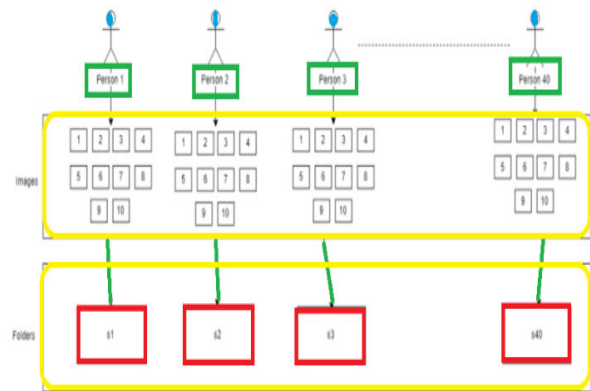 Person 1 Person 2 Person 3 Person 40
Images
1 2 3 4 1 2 3 4 1 2 3 4 1 2 3 4
5 6 7 8 5 6 7 8 5 6 7 8 5 6 7 8
9 10 9 10 9 10 9 10
Folders
s1 s2 s3 s40